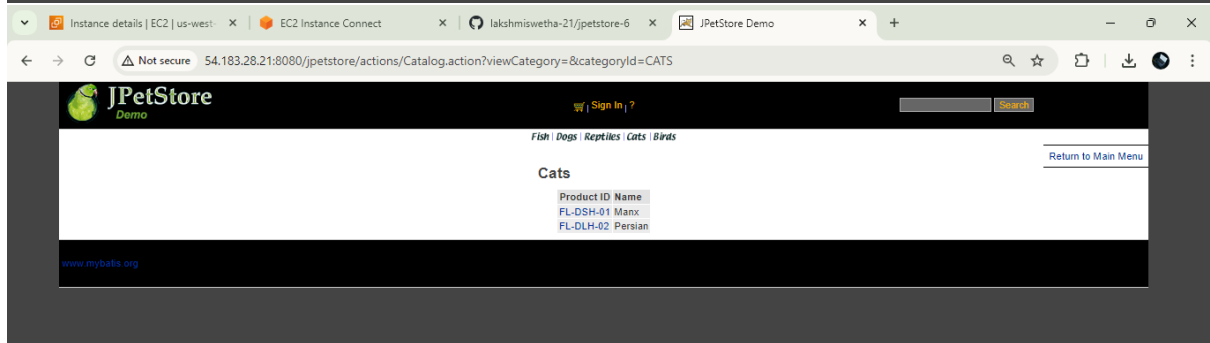 Instance details | EC2 | us-west-
EC2 Instance Connect
lakshmiswetha-21/jpetstore-6
JPetStore Demo
Not secure 54.183.28.21:8080/jpetstore/actions/Catalog.action?viewCategory=&categoryId=CATS
JPetStore
Demo
| Sign In | ?
Search
Fish | Dogs | Reptiles | Cats | Birds
Return to Main Menu
Cats
Product ID Name
FL-DSH-01 Manx
FL-DLH-02 Persian
www.mybatis.org